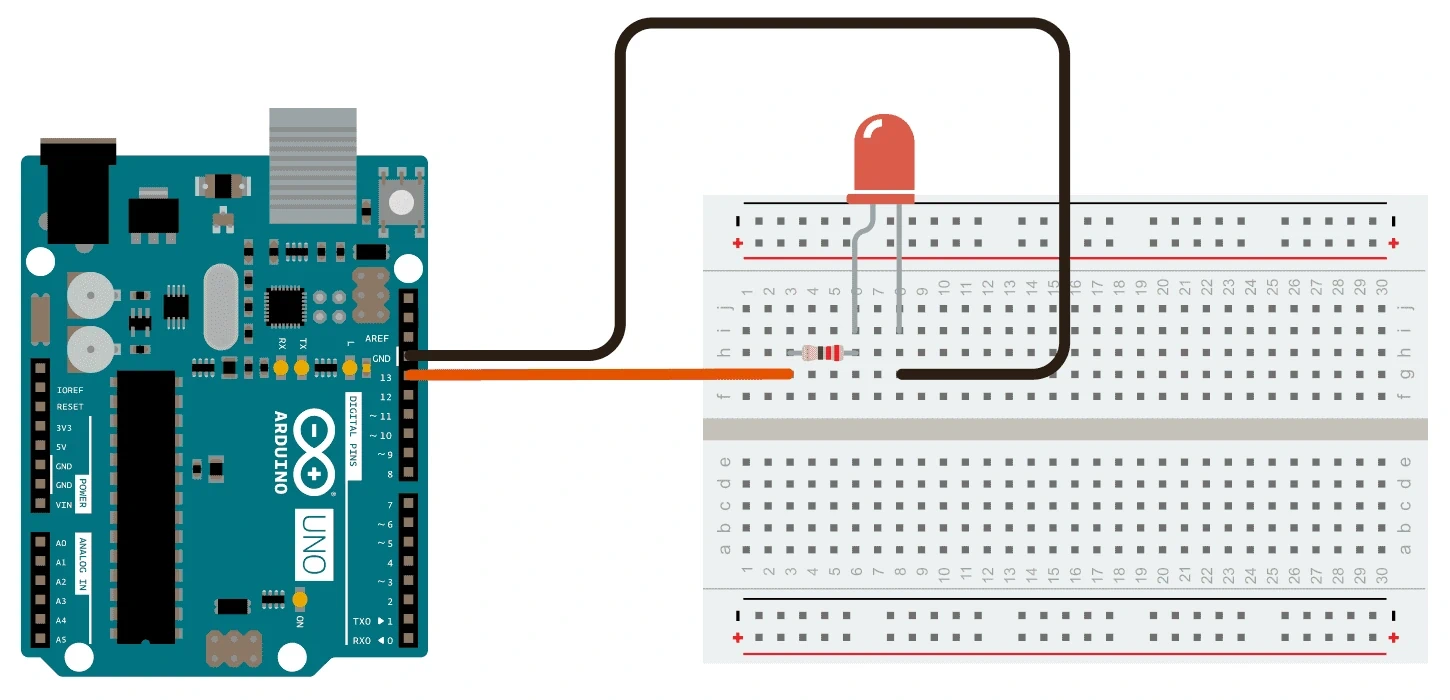 AREF
GND
13
12
~ 11
~ 10
~ 9
8
7
~ 6
~ 5
4
~ 3
2
TX0 ▶ 1
RX0 ◀ 0
RX
TX
L
DIGITAL PINS
ARDUINO
®
UNO
ON
IOREF
RESET
3V3
5V
GND
GND
VIN
POWER
A0
A1
A2
A3
A4
A5
ANALOG IN
- -
+ +
1 2 3 4 5 6 7 8 9 10 11 12 13 14 15 16 17 18 19 20 21 22 23 24 25 26 27 28 29 30
j j
i i
h h
g
f f
e e
d d
c c
b b
a a
1 2 3 4 5 6 7 8 9 10 11 12 13 14 15 16 17 18 19 20 21 22 23 24 25 26 27 28 29 30
- -
+ +